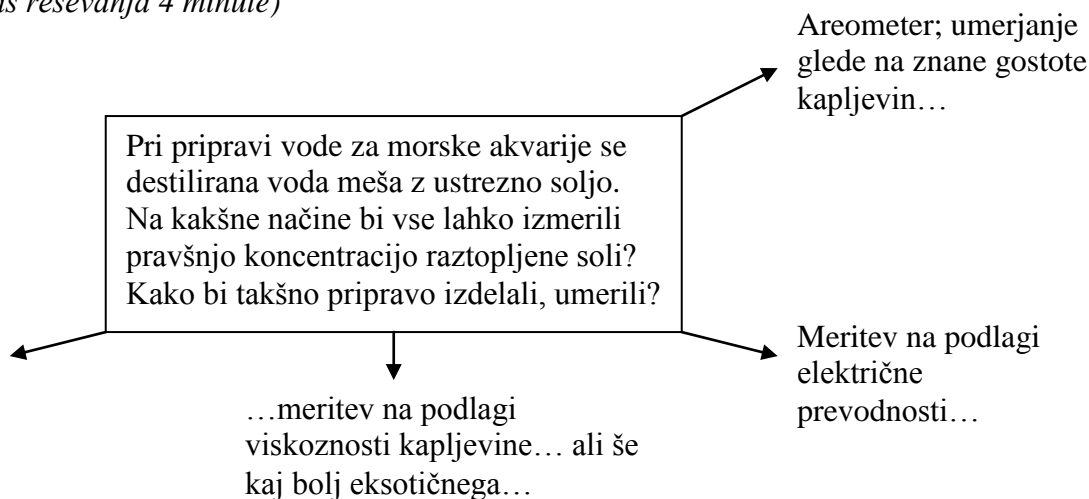 reševanja 4 minute)
Areometer; umerjanje
glede na znane gostote
kapljevin…
Pri pripravi vode za morske akvarije se
destilirana voda meša z ustrezno soljo.
Na kakšne načine bi vse lahko izmerili
pravšnjo koncentracijo raztopljene soli?
Kako bi takšno pripravo izdelali, umerili?
Meritev na podlagi
električne
prevodnosti…
…meritev na podlagi
viskoznosti kapljevine… ali še
kaj bolj eksotičnega…